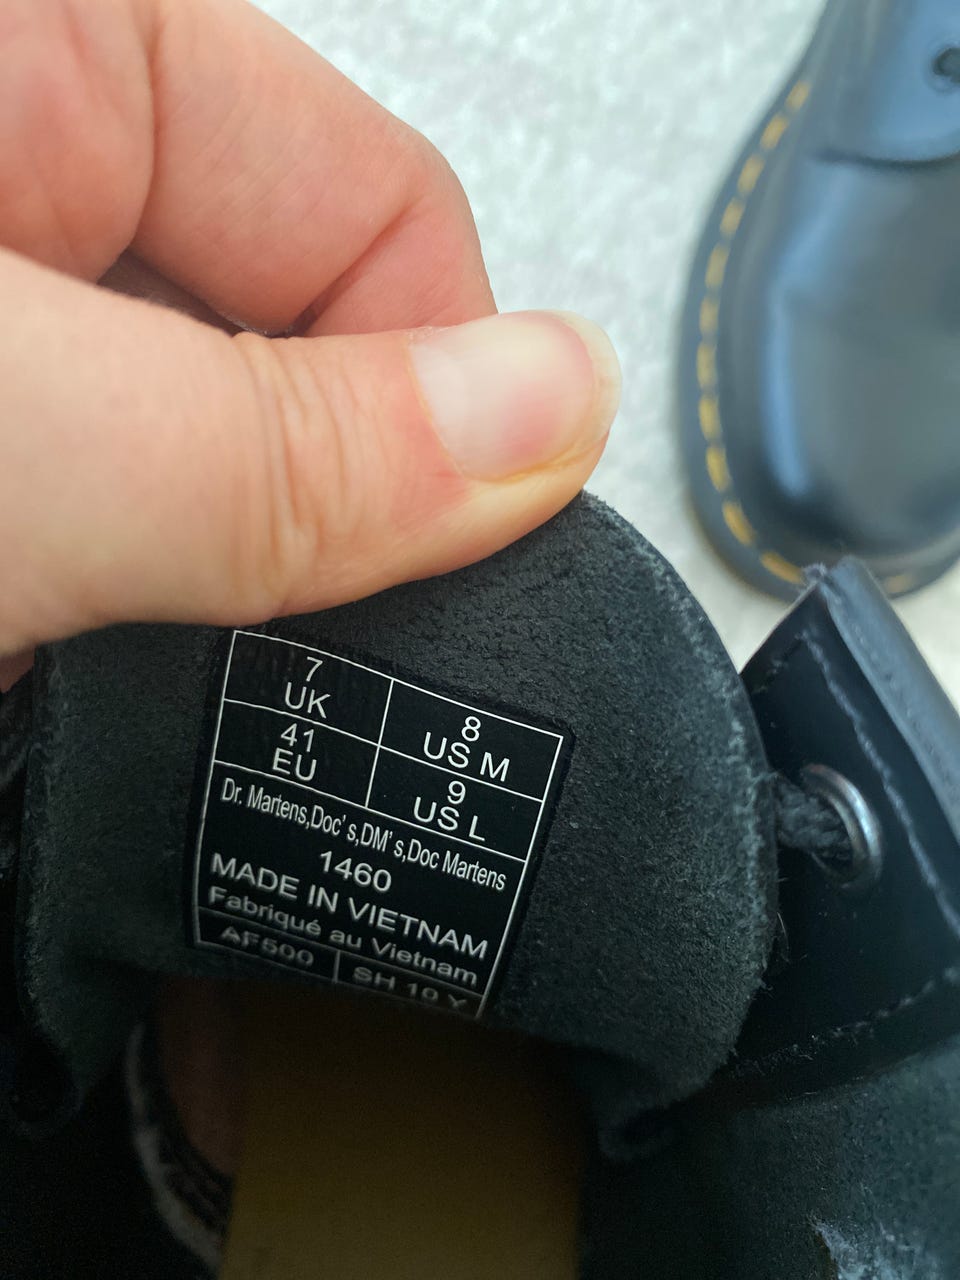 7
UK
8
US M
41
EU
9
US L
Dr. Martens,Doc's,DM's,Doc Martens
1460
MADE IN VIETNAM
Fabriqué au Vietnam
AF500
SH 10 Y